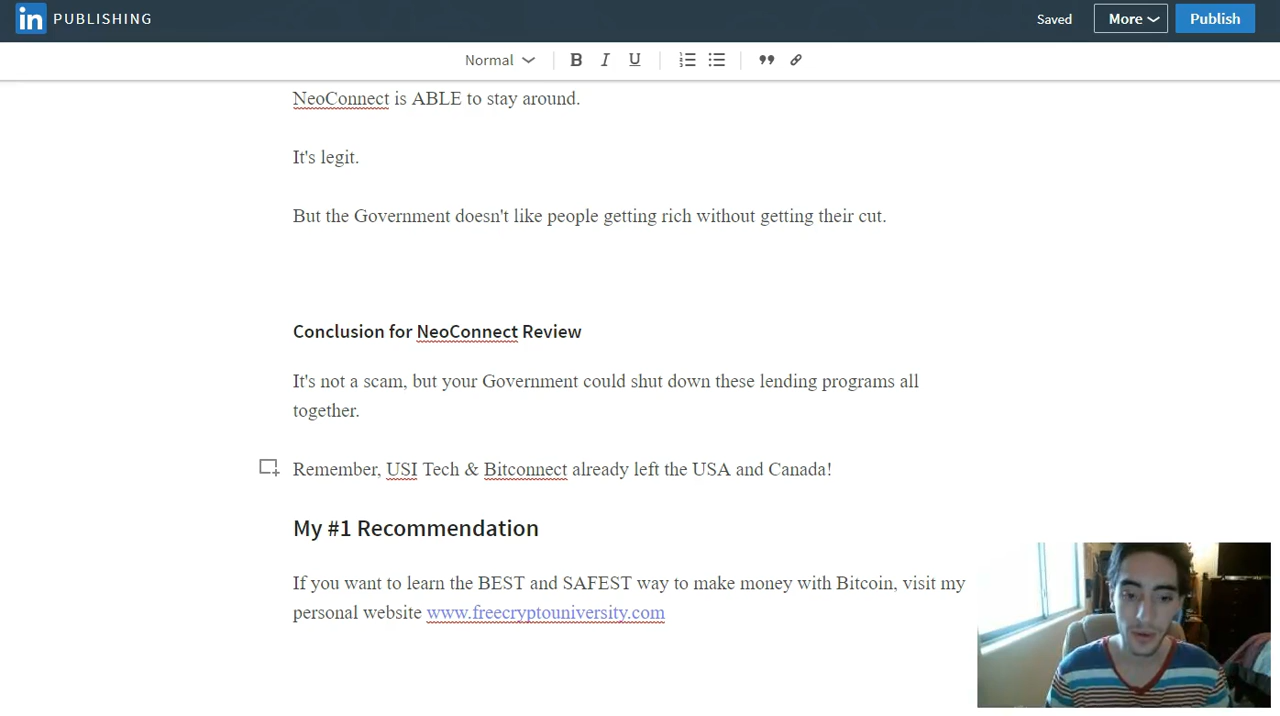 in PUBLISHING Saved More Publish
Normal B I U
NeoConnect is ABLE to stay around.
It's legit.
But the Government doesn't like people getting rich without getting their cut.
Conclusion for NeoConnect Review
It's not a scam, but your Government could shut down these lending programs all
together.
Remember, USI Tech & Bitconnect already left the USA and Canada!
My #1 Recommendation
If you want to learn the BEST and SAFEST way to make money with Bitcoin, visit my
personal website www.freecryptouniversity.com